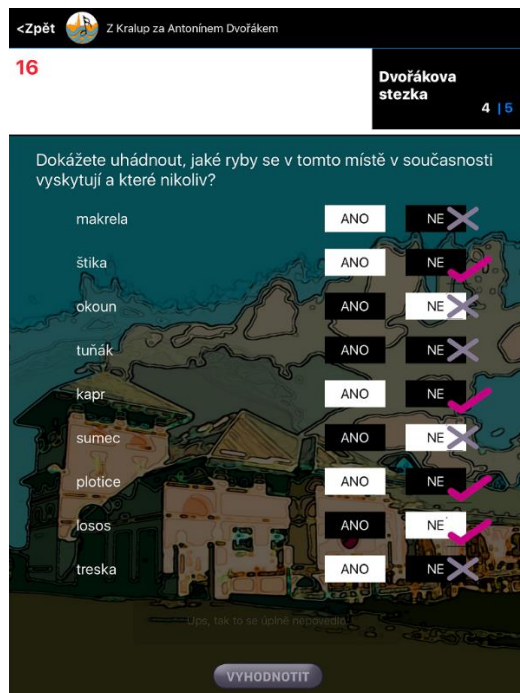 <Zpět Z Kralup za Antonínem Dvořákem
16
Dvořákova
stezka
4 | 5
Dokážete uhádnout, jaké ryby se v tomto místě v současnosti
vyskytují a které nikoliv?
makrela ANO NE
štika ANO NE
okoun ANO NE
tuňák ANO NE
kapr ANO NE
sumec ANO NE
plotice ANO NE
losos ANO NE
treska ANO NE
Ups, tak to se úplně nepovedlo.
VYHODNOTIT